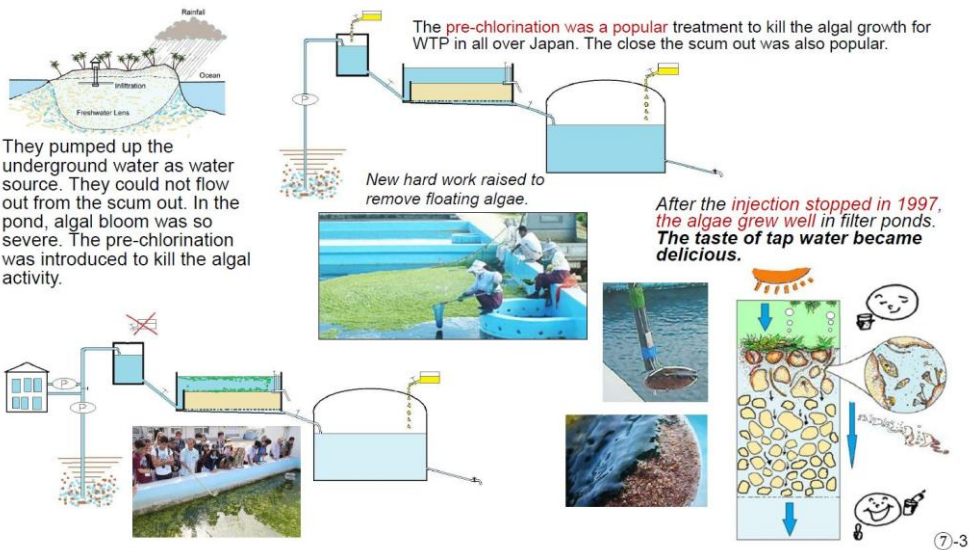 Rainfall
Ocean
Infiltration
Freshwater Lens
The pre-chlorination was a popular treatment to kill the algal growth for
WTP in all over Japan. The close the scum out was also popular.
P
They pumped up the
underground water as water
source. They could not flow
out from the scum out. In the
pond, algal bloom was so
severe. The pre-chlorination
was introduced to kill the algal
activity.
New hard work raised to
remove floating algae.
After the injection stopped in 1997,
the algae grew well in filter ponds.
The taste of tap water became
delicious.
P
P
⑦-3